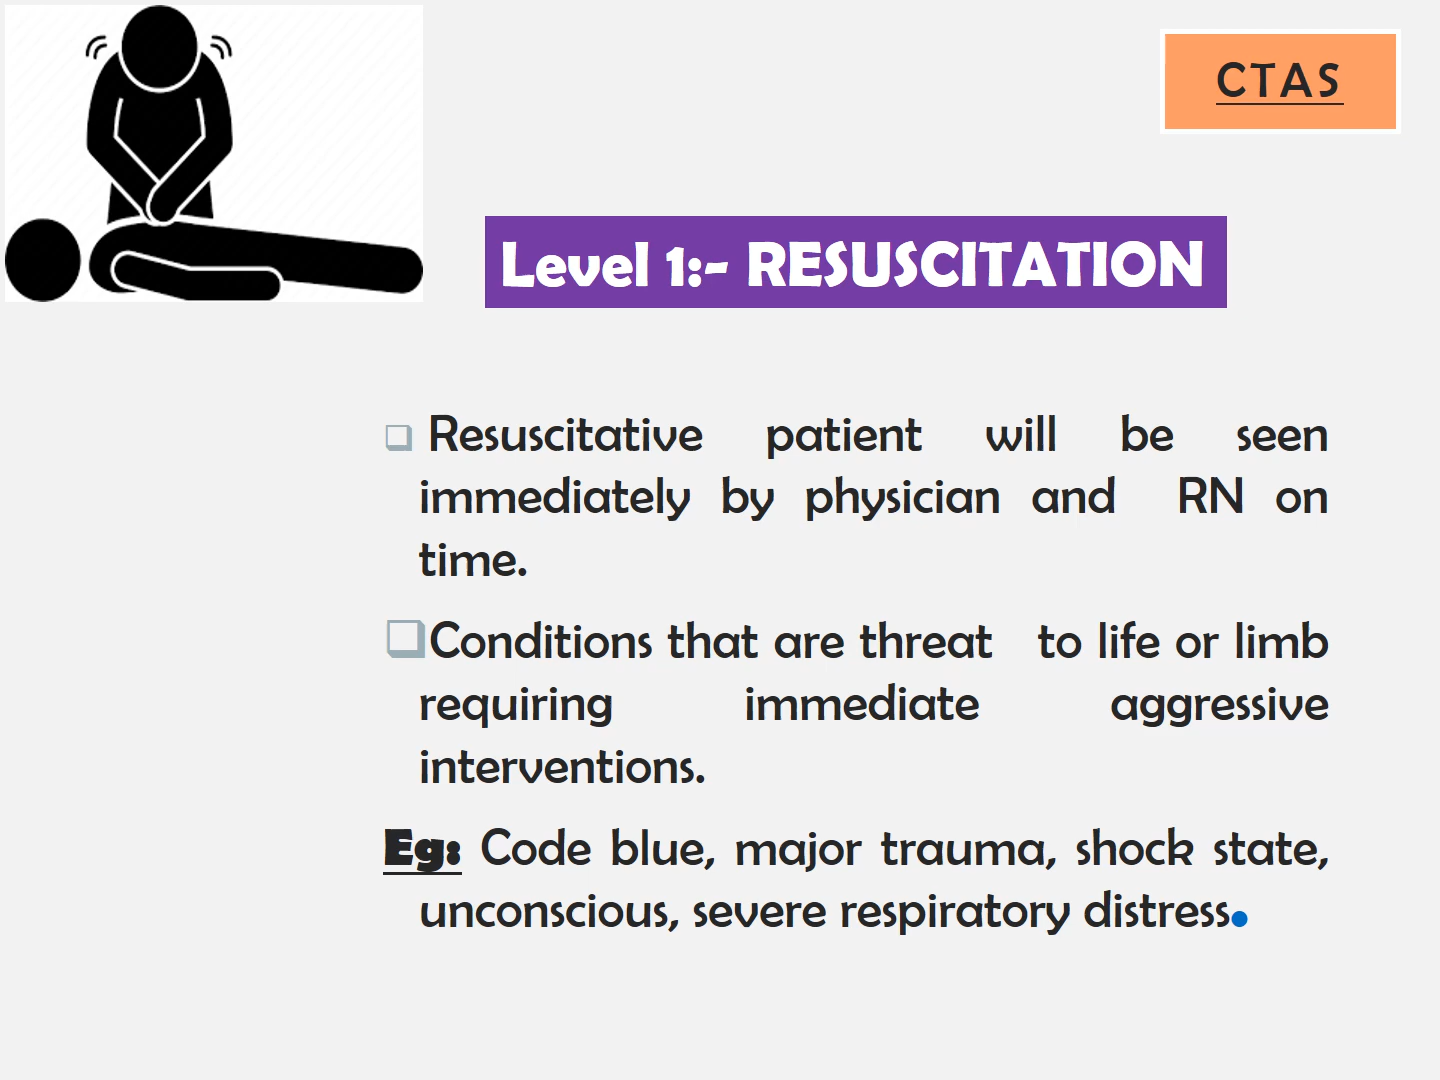 CTAS
Level 1:- RESUSCITATION
❑ Resuscitative patient will be seen
immediately by physician and RN on
time.
❑Conditions that are threat to life or limb
requiring immediate aggressive
interventions.
Eg: Code blue, major trauma, shock state,
unconscious, severe respiratory distress.